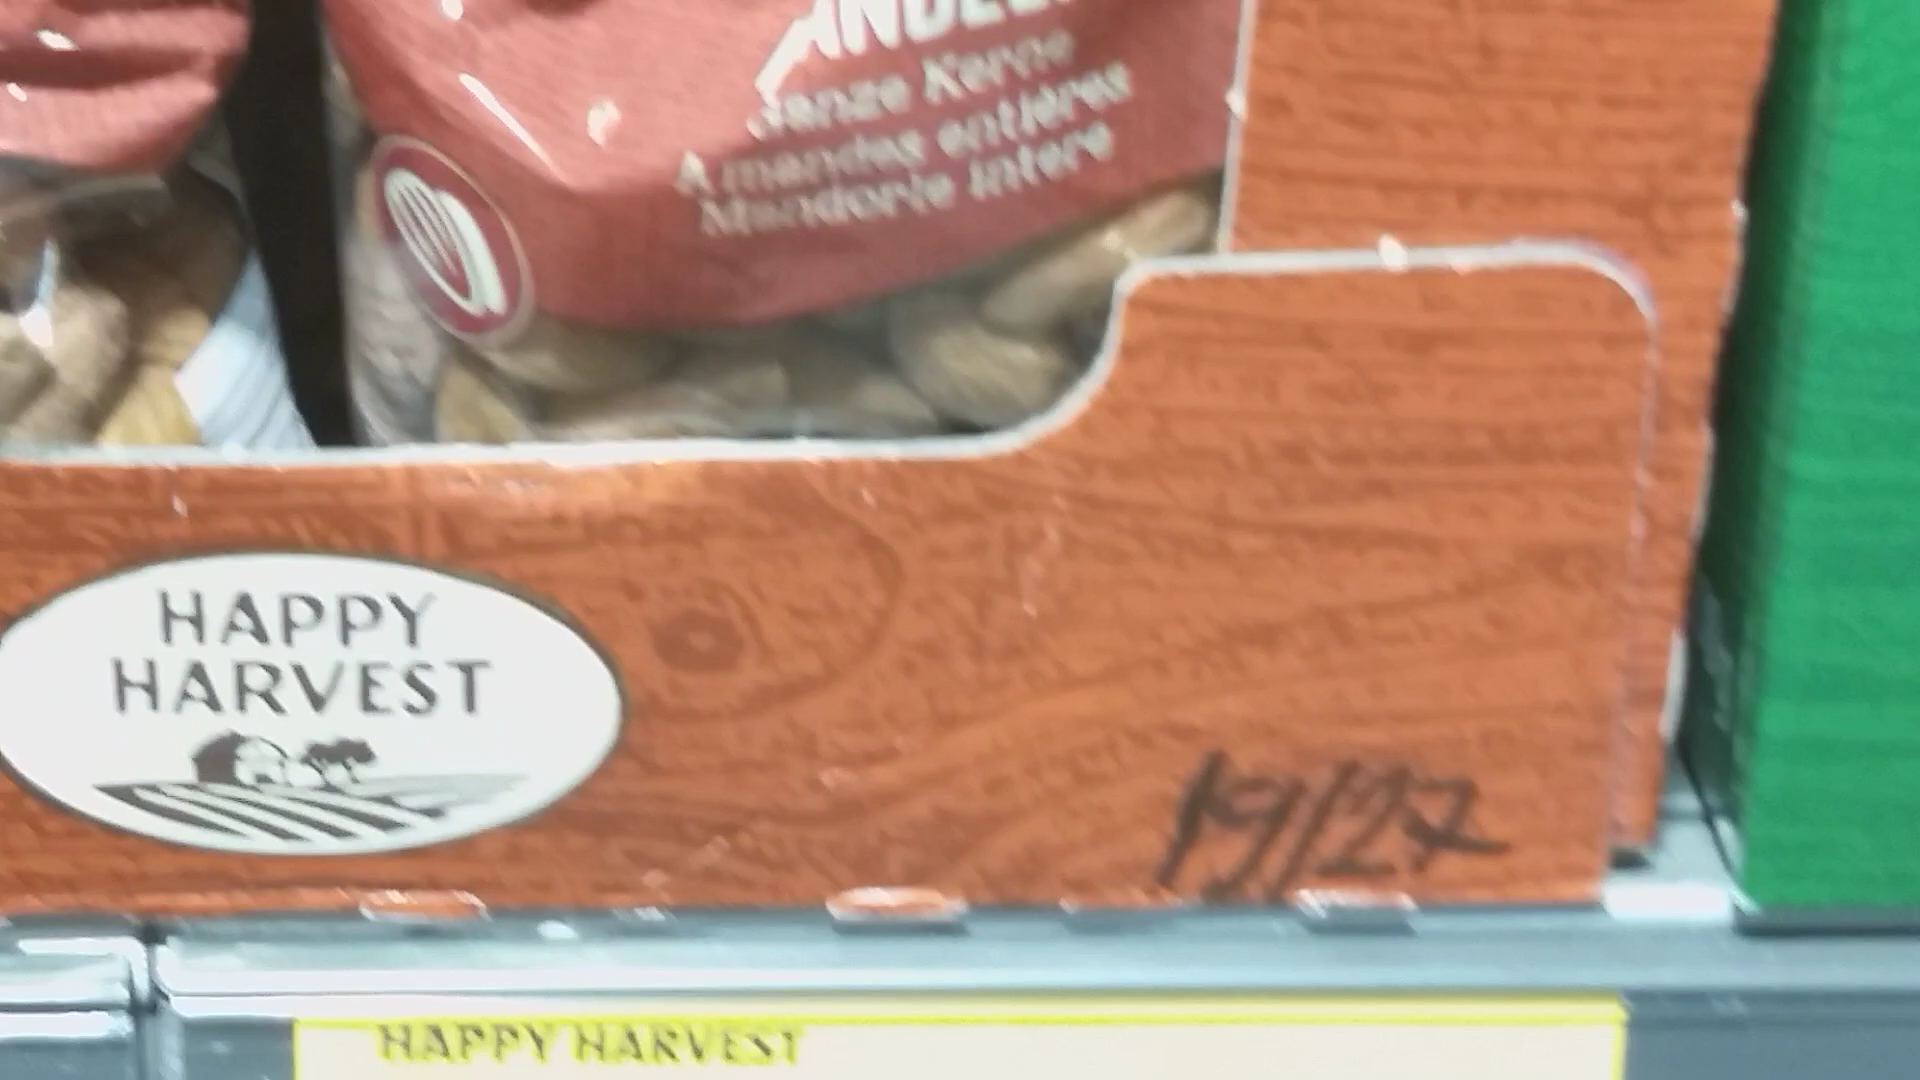 Ganze Kerne
Amandes entières
Mandorle intere
HAPPY
HARVEST
19/27
HAPPY HARVEST